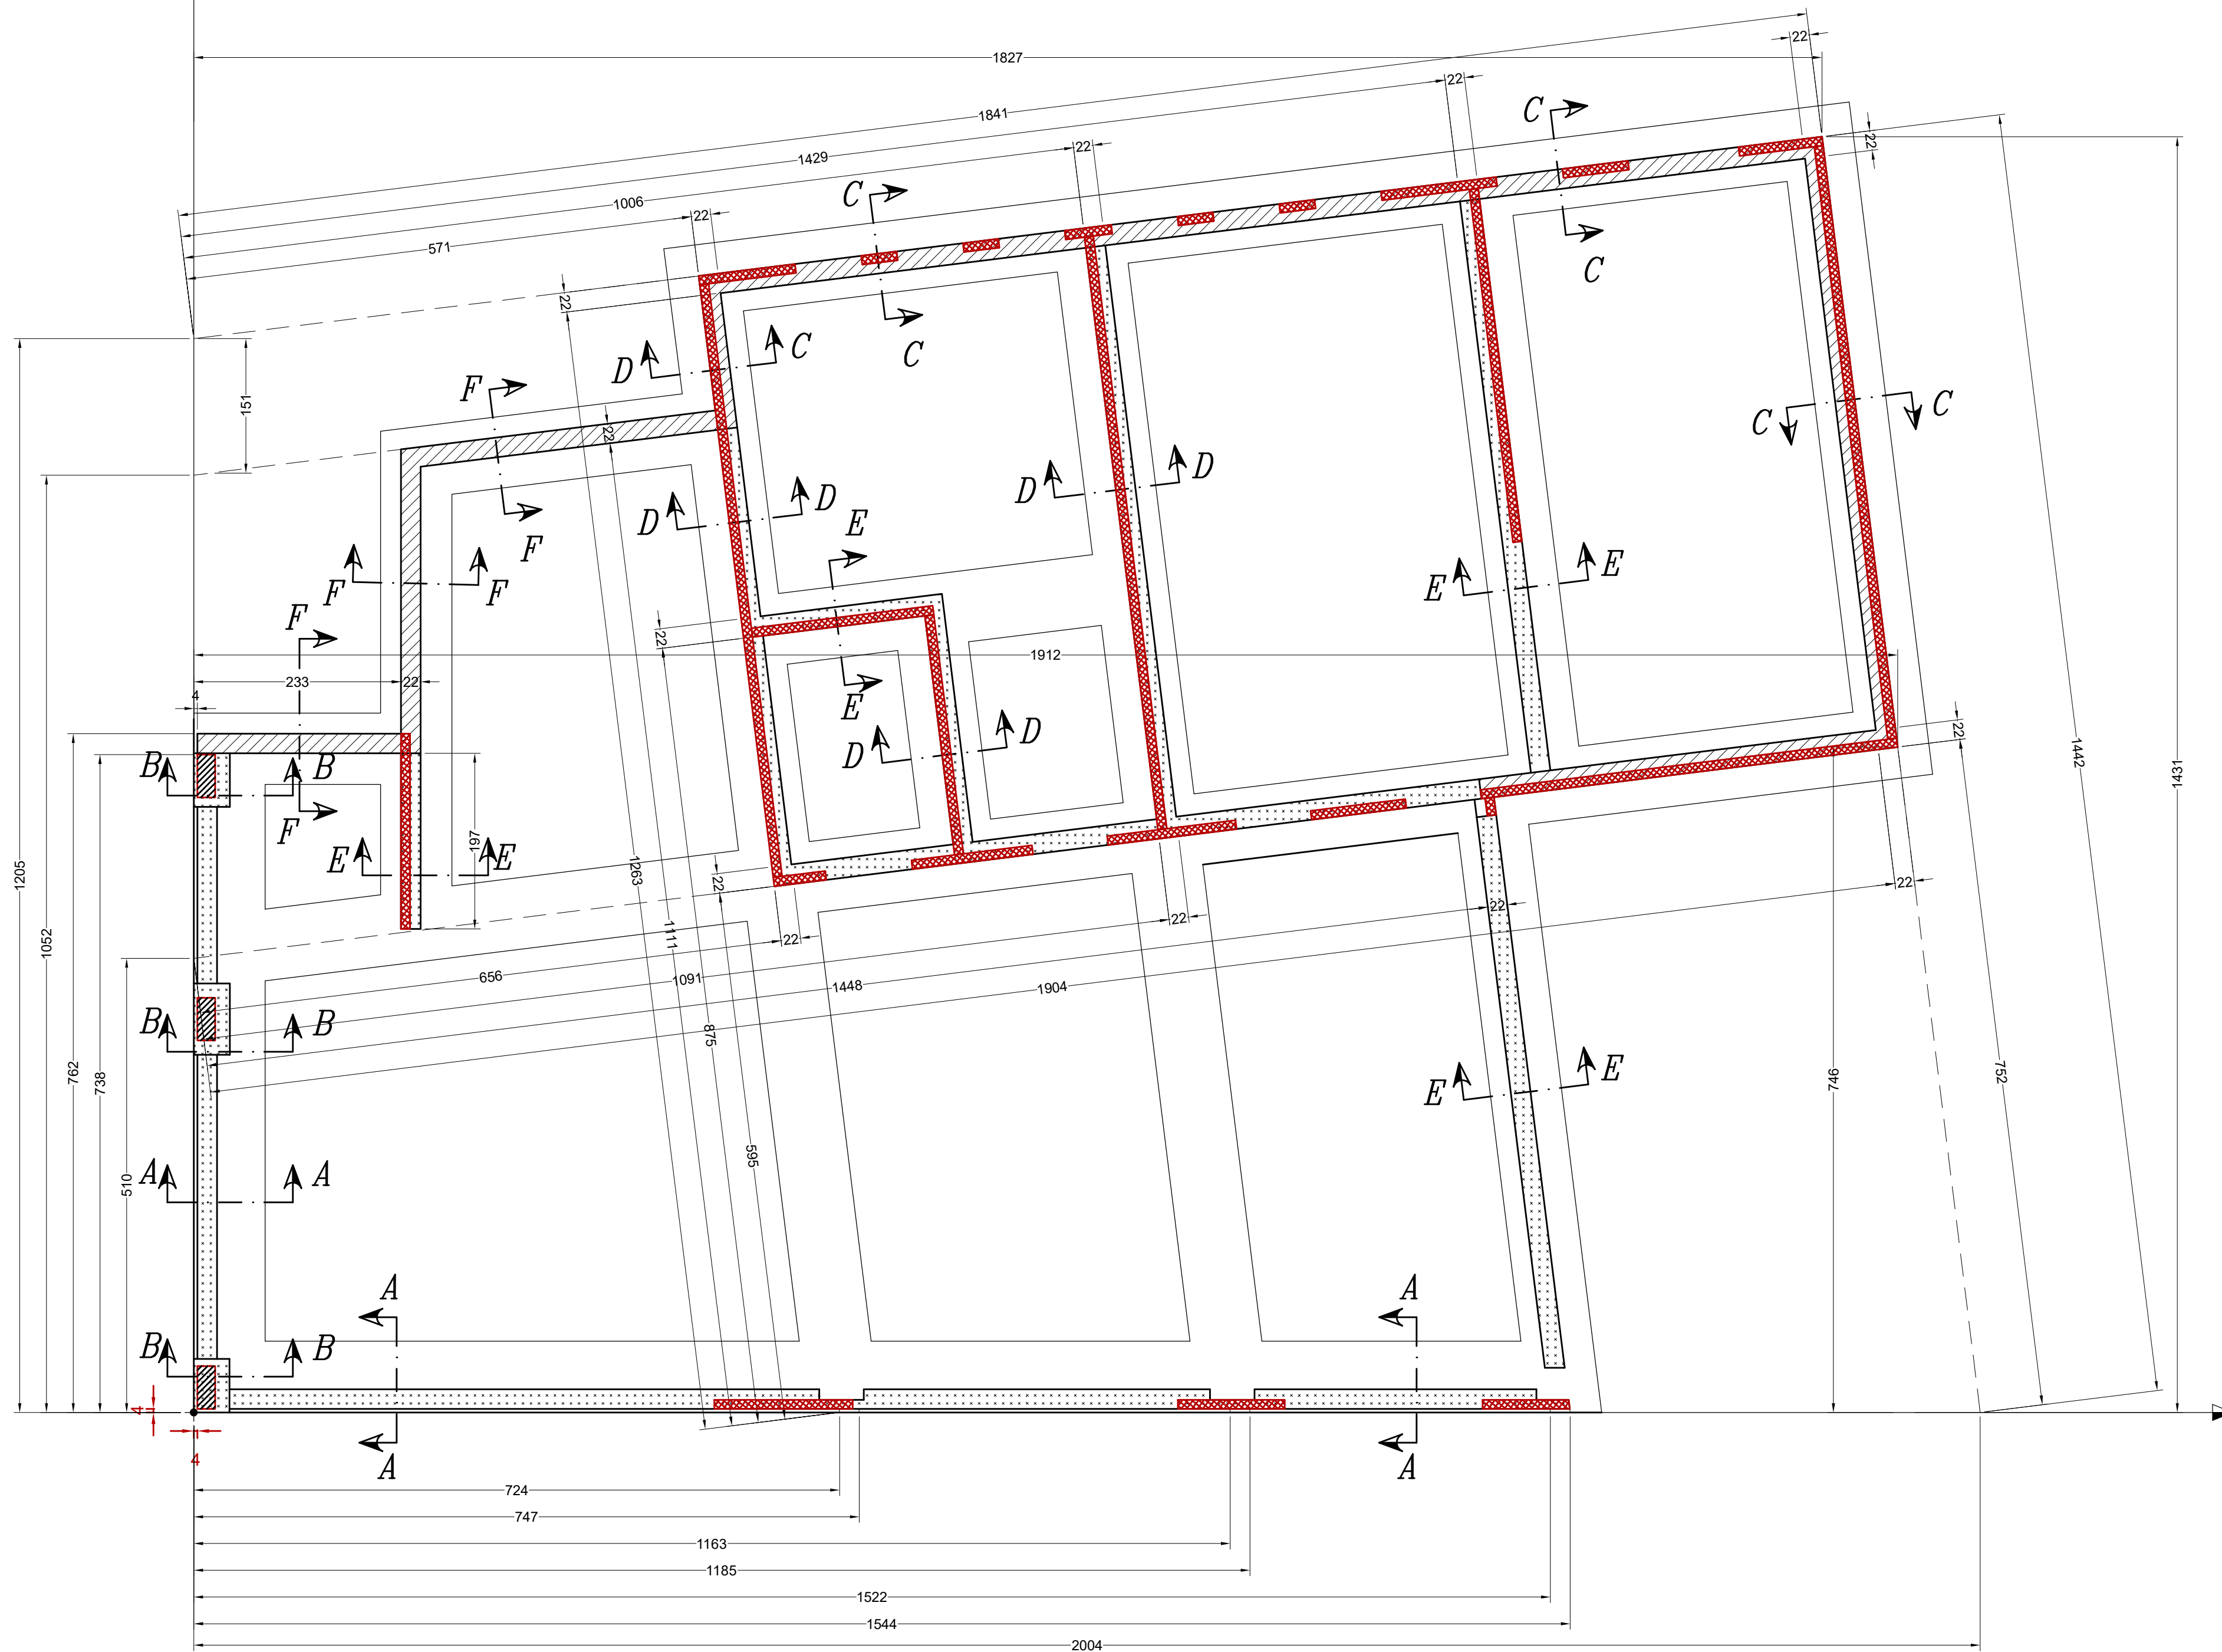 22
1827
22
1841
C
22
1429
22
C
22
1006
22
571
C
22
C
C
D
C
F
151
22
C
C
D
D
D
D
E
F
F
F
E
E
F
22
1912
233
22
E
4
D
D
B
B
22
1442
1431
F
197
E
E
1205
1263
22
22
1052
22
22
22
1111
656
1091
1448
1904
B
B
875
762
738
E
E
746
752
595
510
A
A
A
A
B
B
4
4
A
A
724
747
1163
1185
1522
1544
2004